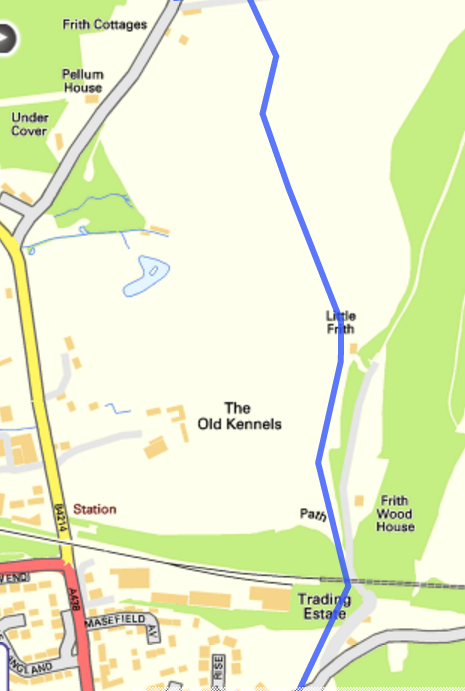 Frith Cottages
Pellum
House
Under
Cover
Little
Frith
The
Old Kennels
Station
B4214
Path
Frith
Wood
House
Trading
Estate
A438
MASEFIELD
AV
RISE